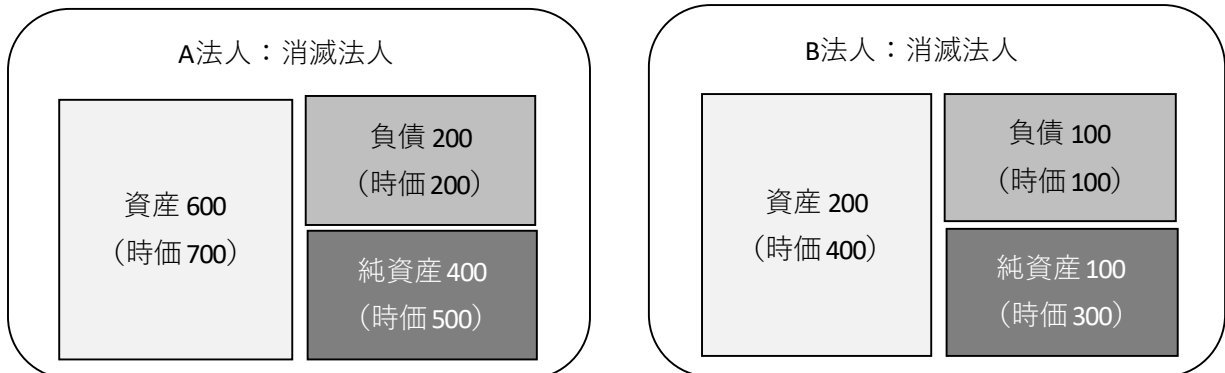 A法人：消滅法人
資産 600
（時価 700）
負債 200
（時価 200）
純資産 400
（時価 500）
B法人：消滅法人
資産 200
（時価 400）
負債 100
（時価 100）
純資産 100
（時価 300）